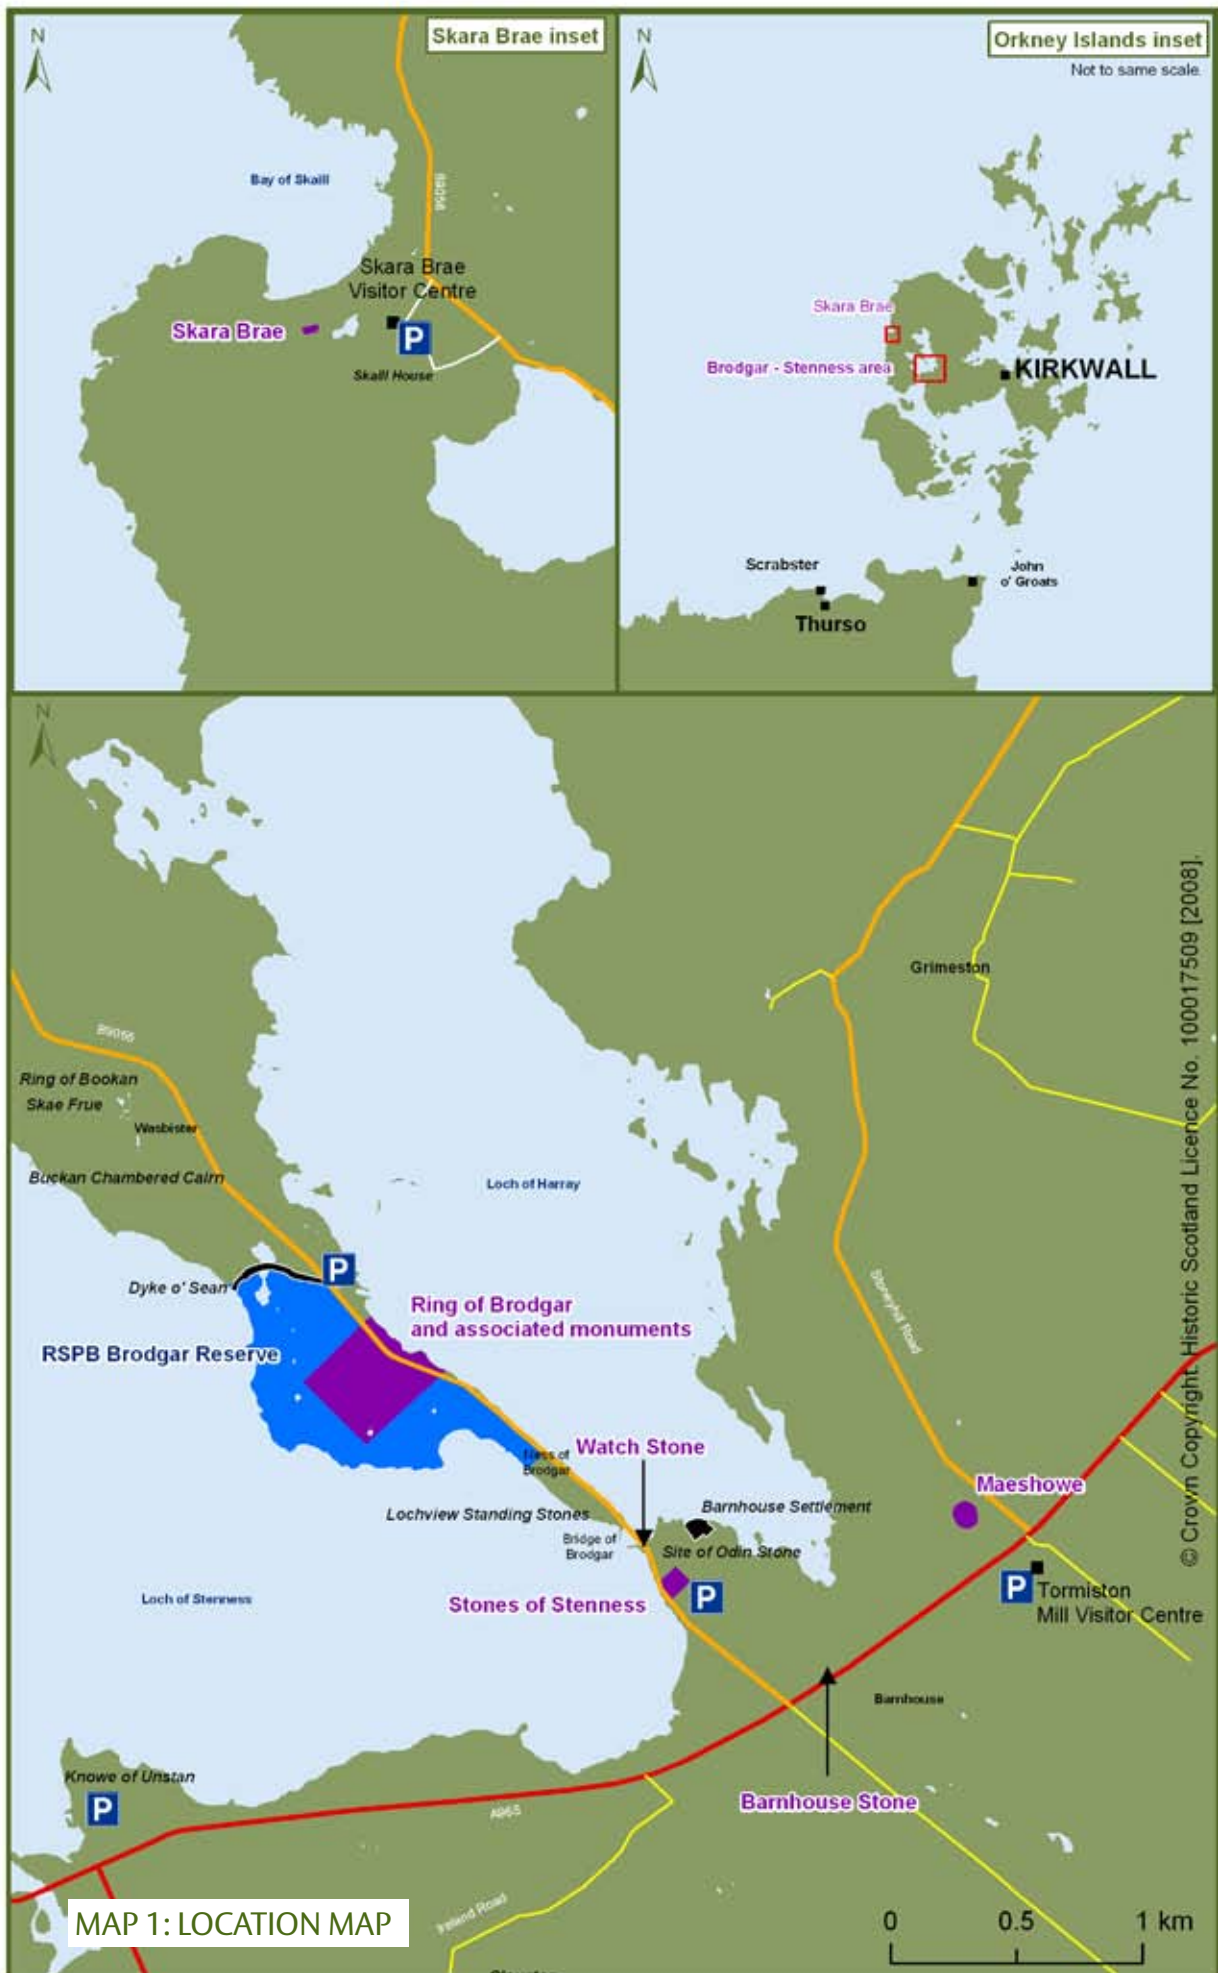 N
Skara Brae inset
Bay of Skaill
B9056
Skara Brae
Visitor Centre
Skara Brae
P
Skaill House
N
Orkney Islands inset
Not to same scale.
Skara Brae
Brodgar - Stenness area
KIRKWALL
Scrabster
John
o' Groats
Thurso
N
Grimeston
B9055
Ring of Bookan
Skae Frue
Wasbister
Buckan Chambered Cairn
Loch of Harray
Dyke o' Sean
P
Ring of Brodgar
and associated monuments
RSPB Brodgar Reserve
Stoneyhill Road
Ness of
Brodgar
Watch Stone
Maeshowe
Lochview Standing Stones
Barnhouse Settlement
Bridge of
Brodgar
Site of Odin Stone
Loch of Stenness
Stones of Stenness
P
P
Tormiston
Mill Visitor Centre
Barnhouse
Knowe of Unstan
P
Barnhouse Stone
A965
Ireland Road
MAP 1: LOCATION MAP
0 0.5 1 km
© Crown Copyright. Historic Scotland Licence No. 100017509 [2008].